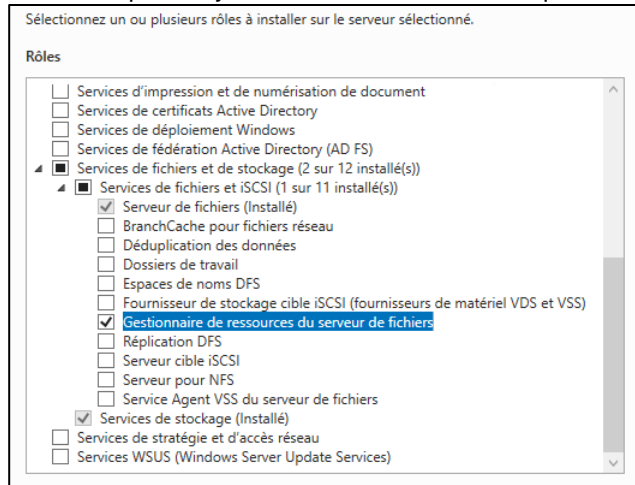 Sélectionnez un ou plusieurs rôles à installer sur le serveur sélectionné.
Rôles
Services d'impression et de numérisation de document
Services de certificats Active Directory
Services de déploiement Windows
Services de fédération Active Directory (AD FS)
Services de fichiers et de stockage (2 sur 12 installé(s))
Services de fichiers et iSCSI (1 sur 11 installé(s))
Serveur de fichiers (Installé)
BranchCache pour fichiers réseau
Déduplication des données
Dossiers de travail
Espaces de noms DFS
Fournisseur de stockage cible iSCSI (fournisseurs de matériel VDS et VSS)
Gestionnaire de ressources du serveur de fichiers
Réplication DFS
Serveur cible iSCSI
Serveur pour NFS
Service Agent VSS du serveur de fichiers
Services de stockage (Installé)
Services de stratégie et d'accès réseau
Services WSUS (Windows Server Update Services)